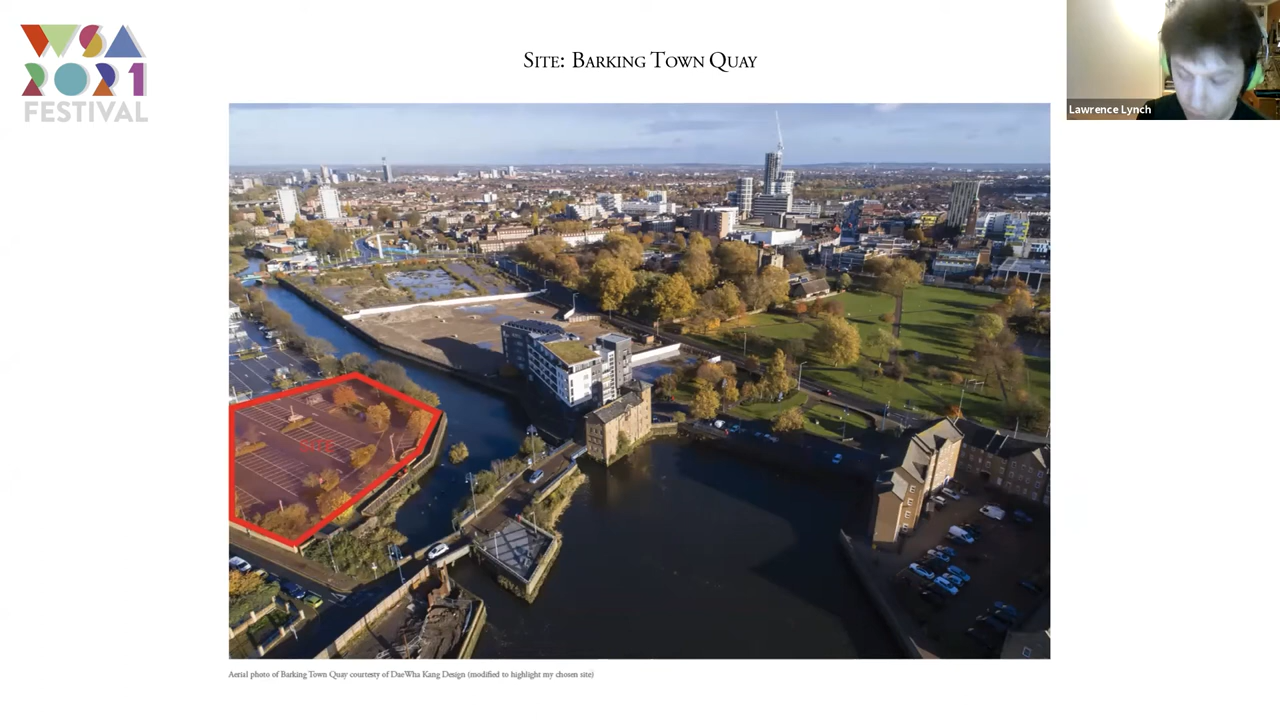 WSA
2021
FESTIVAL
SITE: BARKING TOWN QUAY
Lawrence Lynch
Aerial photo of Barking Town Quay courtesty of DaeWha Kang Design (modified to highlight my chosen site)